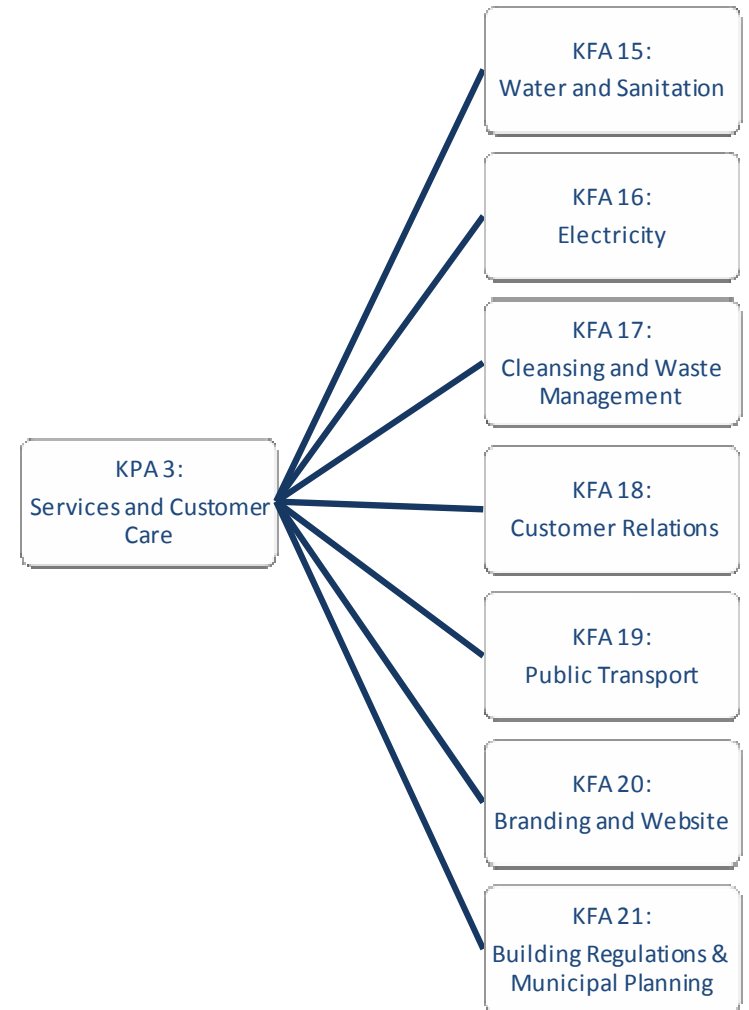 KFA 15:
Water and Sanitation
KFA 16:
Electricity
KFA 17:
Cleansing and Waste
Management
KPA 3:
Services and Customer
Care
KFA 18:
Customer Relations
KFA 19:
Public Transport
KFA 20:
Branding and Website
KFA 21:
Building Regulations &
Municipal Planning